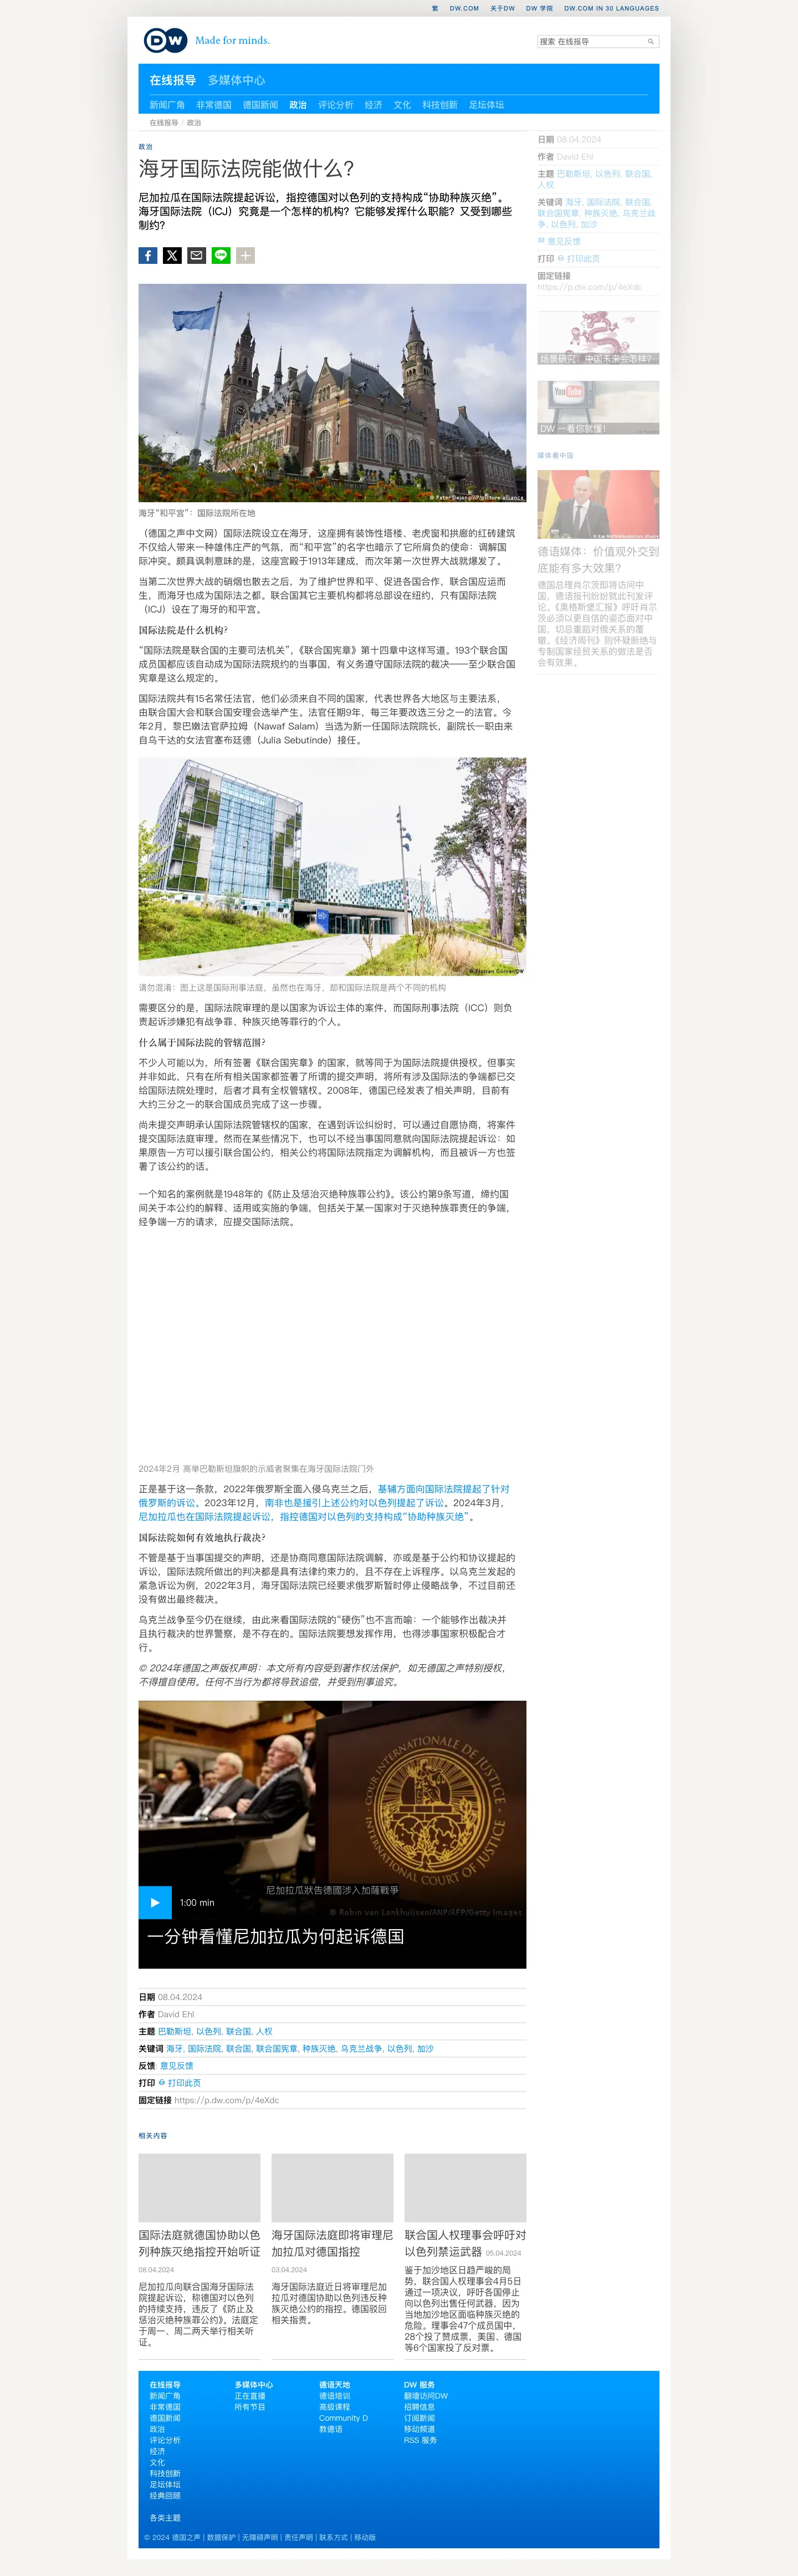 繁 DW.COM 关于DW DW 学院 DW.COM IN 30 LANGUAGES
DW Made for minds.
搜索 在线报导
在线报导 多媒体中心
新闻广角 非常德国 德国新闻 政治 评论分析 经济 文化 科技创新 足坛体坛
在线报导 / 政治
政治
海牙国际法院能做什么？
尼加拉瓜在国际法院提起诉讼，指控德国对以色列的支持构成“协助种族灭绝”。
海牙国际法院（ICJ）究竟是一个怎样的机构？它能够发挥什么职能？又受到哪些
制约？
© Peter Dejong/AP/picture alliance
海牙“和平宫”：国际法院所在地
（德国之声中文网）国际法院设立在海牙，这座拥有装饰性塔楼、老虎窗和拱廊的红砖建筑
不仅给人带来一种雄伟庄严的气氛，而“和平宫”的名字也暗示了它所肩负的使命：调解国
际冲突。颇具讽刺意味的是，这座宫殿于1913年建成，而次年第一次世界大战就爆发了。
当第二次世界大战的硝烟也散去之后，为了维护世界和平、促进各国合作，联合国应运而
生，而海牙也成为国际法之都。联合国其它主要机构都将总部设在纽约，只有国际法院
（ICJ）设在了海牙的和平宫。
国际法院是什么机构?
“国际法院是联合国的主要司法机关”，《联合国宪章》第十四章中这样写道。193个联合国
成员国都应该自动成为国际法院规约的当事国，有义务遵守国际法院的裁决——至少联合国
宪章是这么规定的。
国际法院共有15名常任法官，他们必须来自不同的国家，代表世界各大地区与主要法系，
由联合国大会和联合国安理会选举产生。法官任期9年，每三年要改选三分之一的法官。今
年2月，黎巴嫩法官萨拉姆（Nawaf Salam）当选为新一任国际法院院长，副院长一职由来
自乌干达的女法官塞布廷德（Julia Sebutinde）接任。
© Florian Görner/DW
请勿混淆：图上这是国际刑事法庭，虽然也在海牙，却和国际法院是两个不同的机构
需要区分的是，国际法院审理的是以国家为诉讼主体的案件，而国际刑事法院（ICC）则负
责起诉涉嫌犯有战争罪、种族灭绝等罪行的个人。
什么属于国际法院的管辖范围?
不少人可能以为，所有签署《联合国宪章》的国家，就等同于为国际法院提供授权。但事实
并非如此，只有在所有相关国家都签署了所谓的提交声明，将所有涉及国际法的争端都已交
给国际法院处理时，后者才具有全权管辖权。2008年，德国已经发表了相关声明，目前有
大约三分之一的联合国成员完成了这一步骤。
尚未提交声明承认国际法院管辖权的国家，在遇到诉讼纠纷时，可以通过自愿协商，将案件
提交国际法庭审理。然而在某些情况下，也可以不经当事国同意就向国际法院提起诉讼：如
果原告一方可以援引联合国公约，相关公约将国际法院指定为调解机构，而且被诉一方也签
署了该公约的话。
一个知名的案例就是1948年的《防止及惩治灭绝种族罪公约》。该公约第9条写道，缔约国
间关于本公约的解释、适用或实施的争端，包括关于某一国家对于灭绝种族罪责任的争端，
经争端一方的请求，应提交国际法院。
2024年2月 高举巴勒斯坦旗帜的示威者聚集在海牙国际法院门外
正是基于这一条款，2022年俄罗斯全面入侵乌克兰之后，基辅方面向国际法院提起了针对
俄罗斯的诉讼。2023年12月，南非也是援引上述公约对以色列提起了诉讼。2024年3月，
尼加拉瓜也在国际法院提起诉讼，指控德国对以色列的支持构成“协助种族灭绝”。
国际法院如何有效地执行裁决?
不管是基于当事国提交的声明，还是协商同意国际法院调解，亦或是基于公约和协议提起的
诉讼，国际法院所做出的判决都是具有法律约束力的，且不存在上诉程序。以乌克兰发起的
紧急诉讼为例，2022年3月，海牙国际法院已经要求俄罗斯暂时停止侵略战争，不过目前还
没有做出最终裁决。
乌克兰战争至今仍在继续，由此来看国际法院的“硬伤”也不言而喻：一个能够作出裁决并
且执行裁决的世界警察，是不存在的。国际法院要想发挥作用，也得涉事国家积极配合才
行。
© 2024年德国之声版权声明：本文所有内容受到著作权法保护，如无德国之声特别授权，
不得擅自使用。任何不当行为都将导致追偿，并受到刑事追究。
COUR INTERNATIONALE DE JUSTICE
INTERNATIONAL COURT OF JUSTICE
尼加拉瓜狀告德國涉入加薩戰爭
1:00 min
© Robin van Lonkhuijsen/ANP/AFP/Getty Images
一分钟看懂尼加拉瓜为何起诉德国
日期 08.04.2024
作者 David Ehl
主题 巴勒斯坦, 以色列, 联合国, 人权
关键词 海牙, 国际法院, 联合国, 联合国宪章, 种族灭绝, 乌克兰战争, 以色列, 加沙
反馈: 意见反馈
打印 打印此页
固定链接 https://p.dw.com/p/4eXdc
相关内容
国际法庭就德国协助以色
列种族灭绝指控开始听证
08.04.2024
尼加拉瓜向联合国海牙国际法
院提起诉讼，称德国对以色列
的持续支持，违反了《防止及
惩治灭绝种族罪公约》，法庭定
于周一、周二两天举行相关听
证。
海牙国际法庭即将审理尼
加拉瓜对德国指控
03.04.2024
海牙国际法庭近日将审理尼加
拉瓜对德国协助以色列违反种
族灭绝公约的指控。德国驳回
相关指责。
联合国人权理事会呼吁对
以色列禁运武器 05.04.2024
鉴于加沙地区日趋严峻的局
势，联合国人权理事会4月5日
通过一项决议，呼吁各国停止
向以色列出售任何武器，因为
当地加沙地区面临种族灭绝的
危险。理事会47个成员国中，
28个投了赞成票，美国、德国
等6个国家投了反对票。
日期 08.04.2024
作者 David Ehl
主题 巴勒斯坦, 以色列, 联合国,
人权
关键词 海牙, 国际法院, 联合国,
联合国宪章, 种族灭绝, 乌克兰战
争, 以色列, 加沙
意见反馈
打印 打印此页
固定链接
https://p.dw.com/p/4eXdc
场景研究：中国未来会怎样？
YouTube
DW 一看你就懂！
媒体看中国
德语媒体：价值观外交到
底能有多大效果？
德国总理肖尔茨即将访问中
国，德语报刊纷纷就此刊发评
论。《奥格斯堡汇报》呼吁肖尔
茨必须以更自信的姿态面对中
国，切忌重蹈对俄关系的覆
辙。《经济周刊》则怀疑断绝与
专制国家经贸关系的做法是否
会有效果。
在线报导
新闻广角
非常德国
德国新闻
政治
评论分析
经济
文化
科技创新
足坛体坛
经典回顾
各类主题
多媒体中心
正在直播
所有节目
德语天地
德语培训
高级课程
Community D
教德语
DW 服务
翻墙访问DW
招聘信息
订阅新闻
移动频道
RSS 服务
© 2024 德国之声 | 数据保护 | 无障碍声明 | 责任声明 | 联系方式 | 移动版